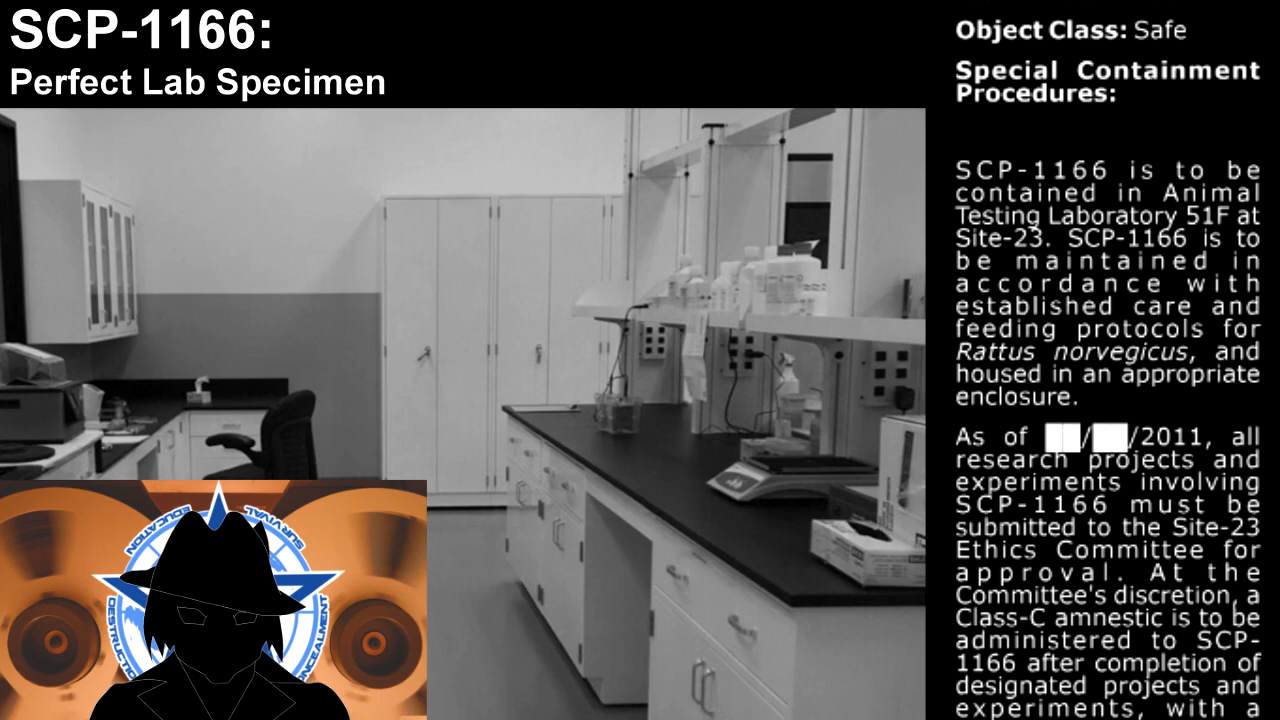 SCP-1166:
Perfect Lab Specimen
Object Class: Safe
Special Containment
Procedures:
SCP-1166 is to be
contained in Animal
Testing Laboratory 51F at
Site-23. SCP-1166 is to
be maintained in
accordance with
established care and
feeding protocols for
Rattus norvegicus, and
housed in an appropriate
enclosure.
As of ██/██/2011, all
research projects and
experiments involving
SCP-1166 must be
submitted to the Site-23
Ethics Committee for
approval. At the
Committee's discretion, a
Class-C amnestic is to be
administered to SCP-
1166 after completion of
designated projects and
experiments, with a
EDUCATION
SURVIVAL